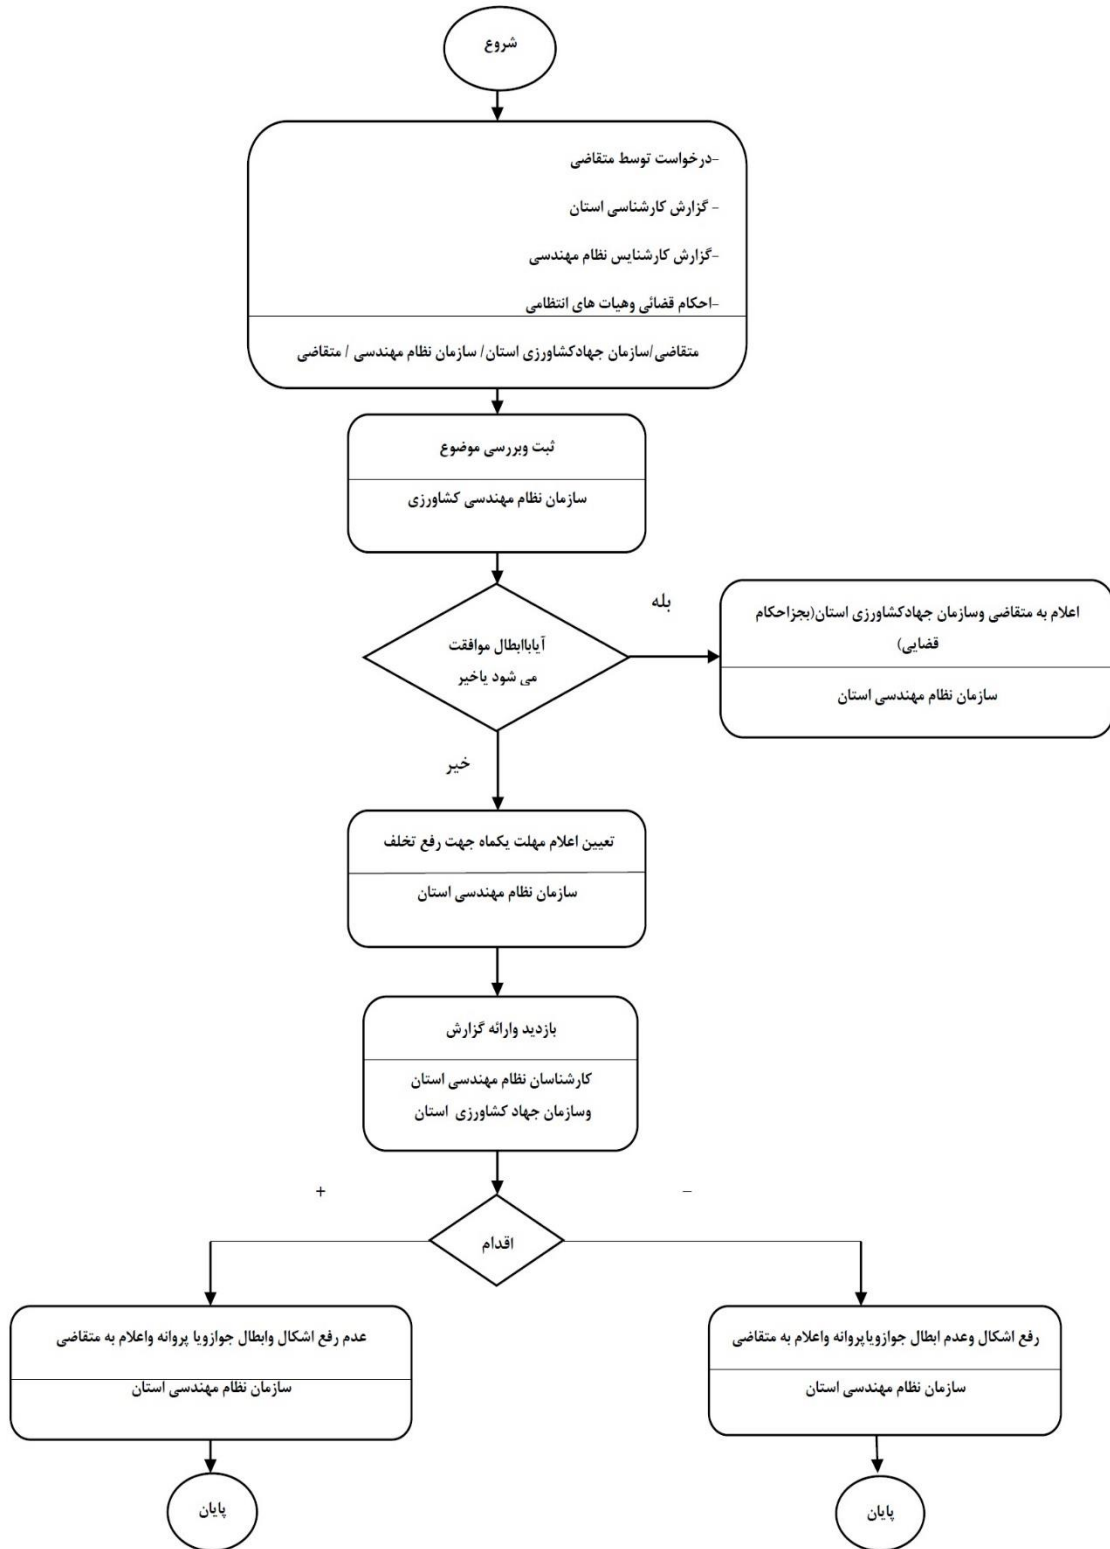 شروع
-درخواست توسط متقاضی
- گزارش کارشناسی استان
-گزارش کارشنایس نظام مهندسی
-احکام قضائی وهیات های انتظامی
متقاضی/سازمان جهادکشاورزی استان/ سازمان نظام مهندسی / متقاضی
ثبت وبررسی موضوع
سازمان نظام مهندسی کشاورزی
آیاباابطال موافقت
می شود یاخیر
بله
اعلام به متقاضی وسازمان جهادکشاورزی استان(بجزاحکام
قضایی)
سازمان نظام مهندسی استان
خیر
تعیین اعلام مهلت یکماه جهت رفع تخلف
سازمان نظام مهندسی استان
بازدید وارائه گزارش
کارشناسان نظام مهندسی استان
وسازمان جهاد کشاورزی استان
اقدام
–
+
رفع اشکال وعدم ابطال جوازویاپروانه واعلام به متقاضی
سازمان نظام مهندسی استان
پایان
عدم رفع اشکال وابطال جوازویا پروانه واعلام به متقاضی
سازمان نظام مهندسی استان
پایان